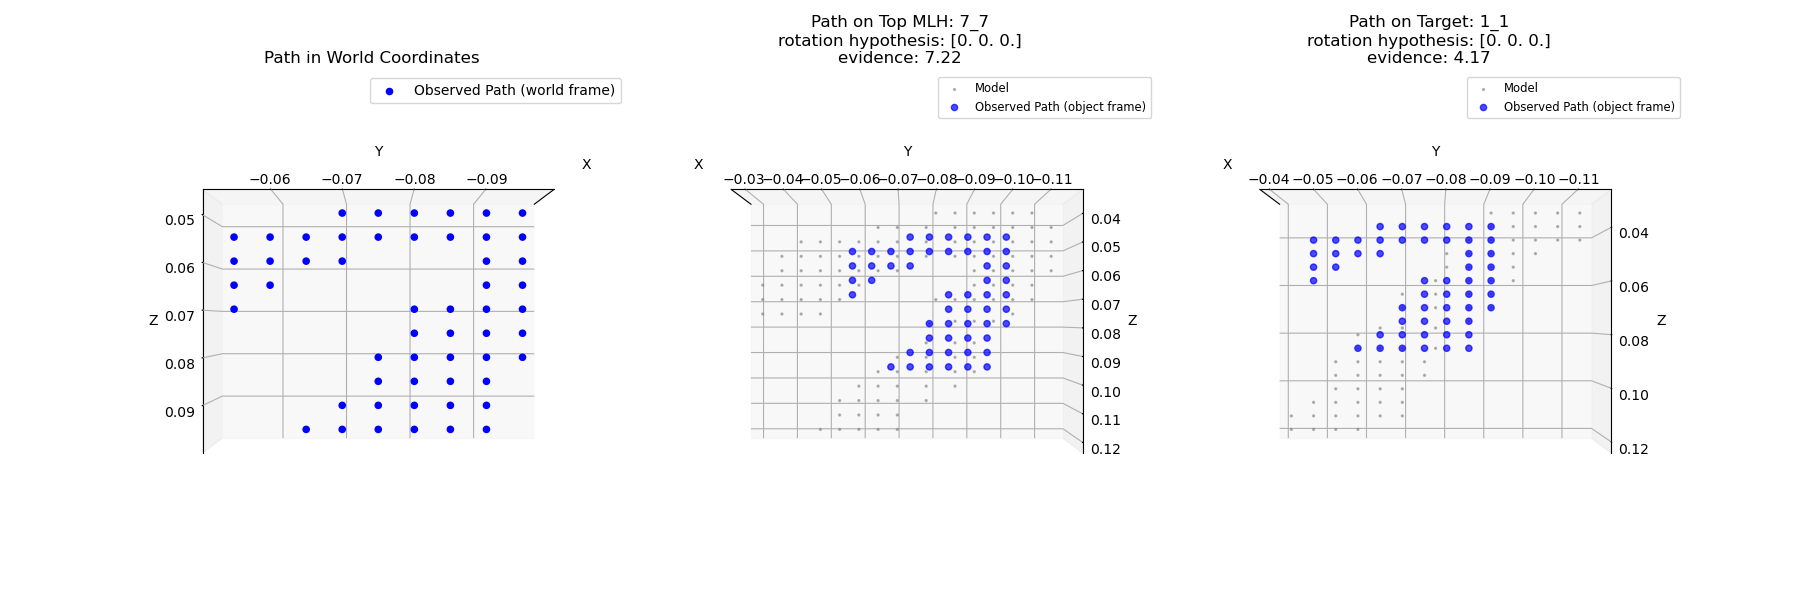 Path in World Coordinates
Observed Path (world frame)
Y
X
−0.06 −0.07 −0.08 −0.09
0.05
0.06
0.07
0.08
0.09
Z
Path on Top MLH: 7_7
rotation hypothesis: [0. 0. 0.]
evidence: 7.22
Model
Observed Path (object frame)
X
Y
−0.03 −0.04 −0.05 −0.06 −0.07 −0.08 −0.09 −0.10 −0.11
0.04
0.05
0.06
0.07
0.08
0.09
0.10
0.11
0.12
Z
Path on Target: 1_1
rotation hypothesis: [0. 0. 0.]
evidence: 4.17
Model
Observed Path (object frame)
X
Y
−0.04 −0.05 −0.06 −0.07 −0.08 −0.09 −0.10 −0.11
0.04
0.06
0.08
0.10
0.12
Z